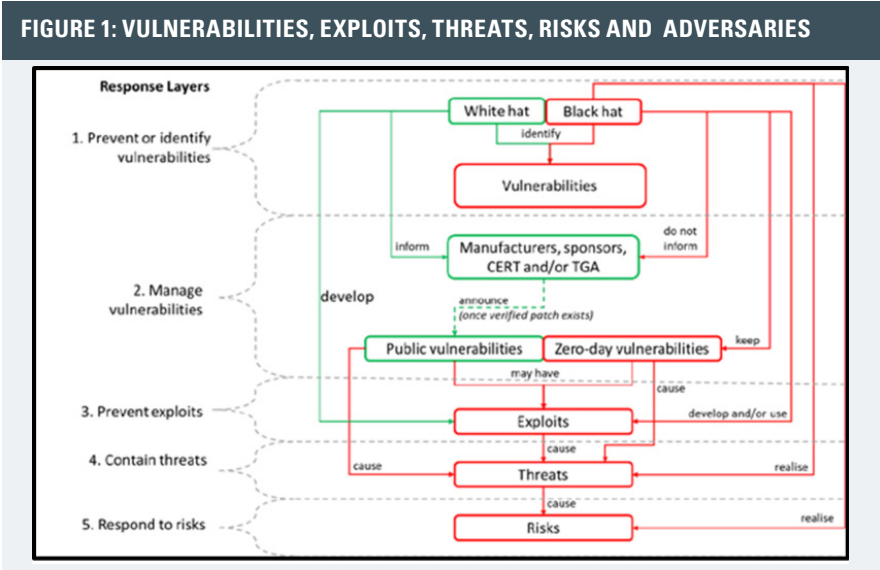 FIGURE 1: VULNERABILITIES, EXPLOITS, THREATS, RISKS AND ADVERSARIES
Response Layers
1. Prevent or identify
vulnerabilities
2. Manage
vulnerabilities
3. Prevent exploits
4. Contain threats
5. Respond to risks
White hat
Black hat
identify
Vulnerabilities
inform
do not
inform
Manufacturers, sponsors,
CERT and/or TGA
develop
announce
(once verified patch exists)
Public vulnerabilities
Zero-day vulnerabilities
keep
may have
cause
Exploits
develop and/or use
cause
cause
Threats
realise
cause
Risks
realise